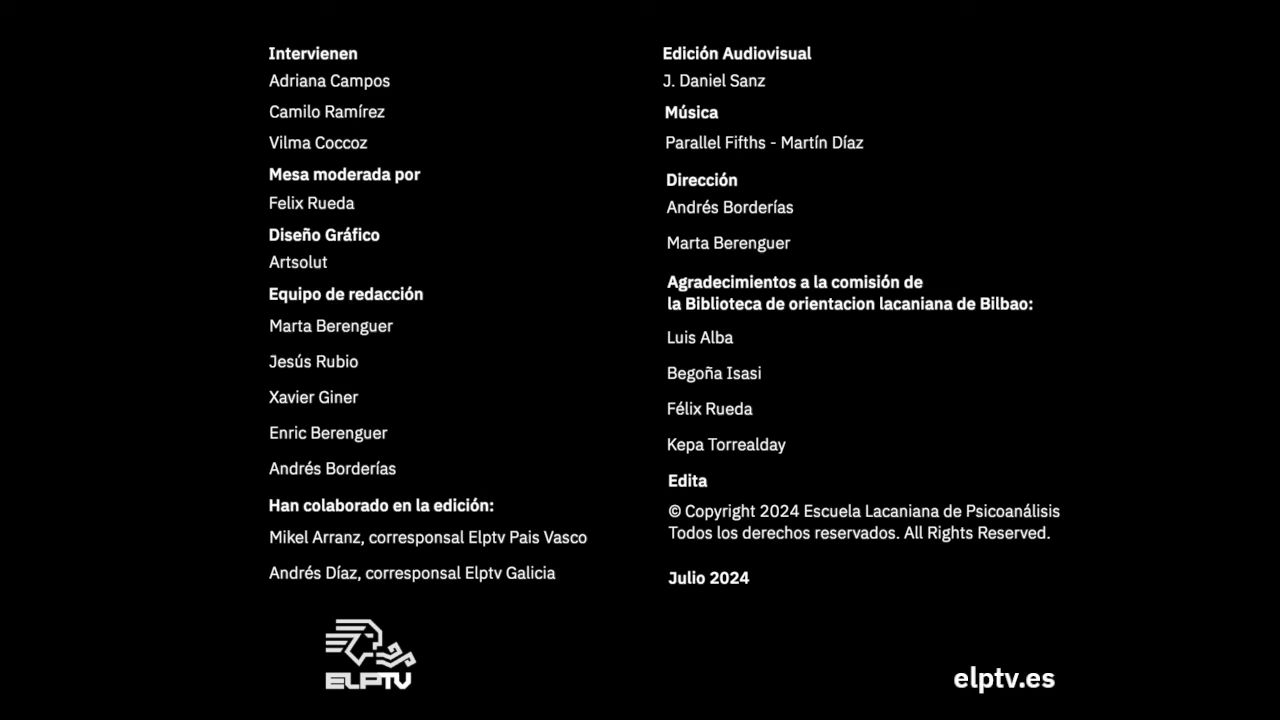 Intervienen
Adriana Campos
Camilo Ramírez
Vilma Coccoz
Mesa moderada por
Felix Rueda
Diseño Gráfico
Artsolut
Equipo de redacción
Marta Berenguer
Jesús Rubio
Xavier Giner
Enric Berenguer
Andrés Borderías
Han colaborado en la edición:
Mikel Arranz, corresponsal Elptv Pais Vasco
Andrés Díaz, corresponsal Elptv Galicia
ELPTV
Edición Audiovisual
J. Daniel Sanz
Música
Parallel Fifths - Martín Díaz
Dirección
Andrés Borderías
Marta Berenguer
Agradecimientos a la comisión de
la Biblioteca de orientacion lacaniana de Bilbao:
Luis Alba
Begoña Isasi
Félix Rueda
Kepa Torrealday
Edita
© Copyright 2024 Escuela Lacaniana de Psicoanálisis
Todos los derechos reservados. All Rights Reserved.
Julio 2024
elptv.es